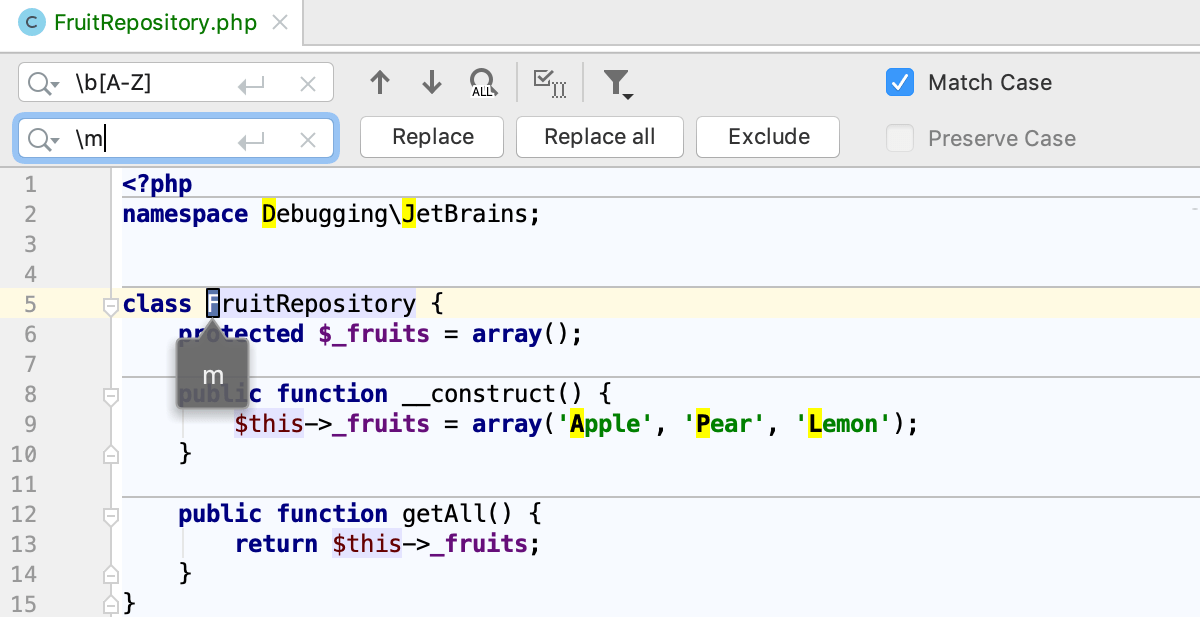 C FruitRepository.php
\b[A-Z] ALL Match Case
\m Replace Replace all Exclude Preserve Case
1 <?php
2 namespace Debugging\JetBrains;
3
4
5 class FruitRepository {
6 protected $_fruits = array();
7
m
8 public function __construct() {
9 $this->_fruits = array('Apple', 'Pear', 'Lemon');
10 }
11
12 public function getAll() {
13 return $this->_fruits;
14 }
15 }